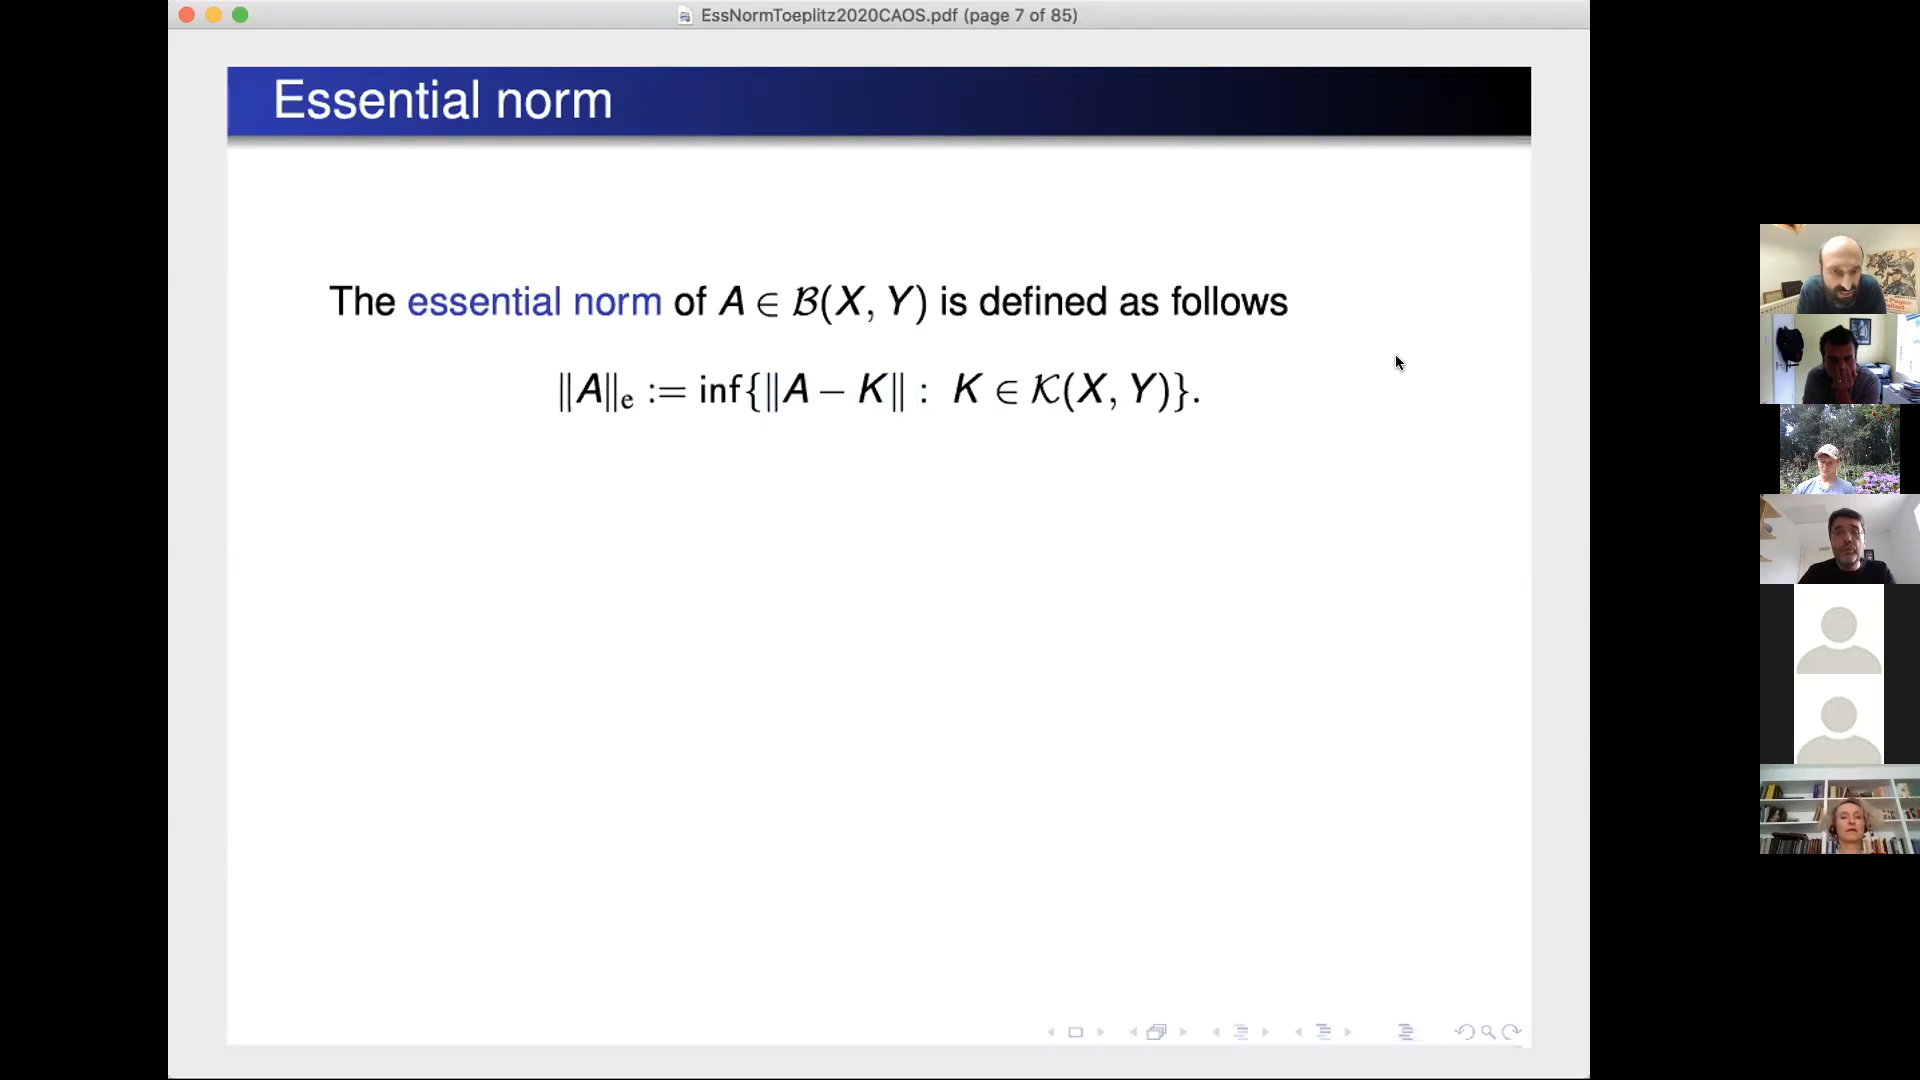 EssNormToeplitz2020CAOS.pdf (page 7 of 85)
Essential norm
The essential norm of A ∈ 𝓑(X, Y) is defined as follows
‖A‖ₑ := inf{‖A − K‖ : K ∈ 𝓚(X, Y)}.